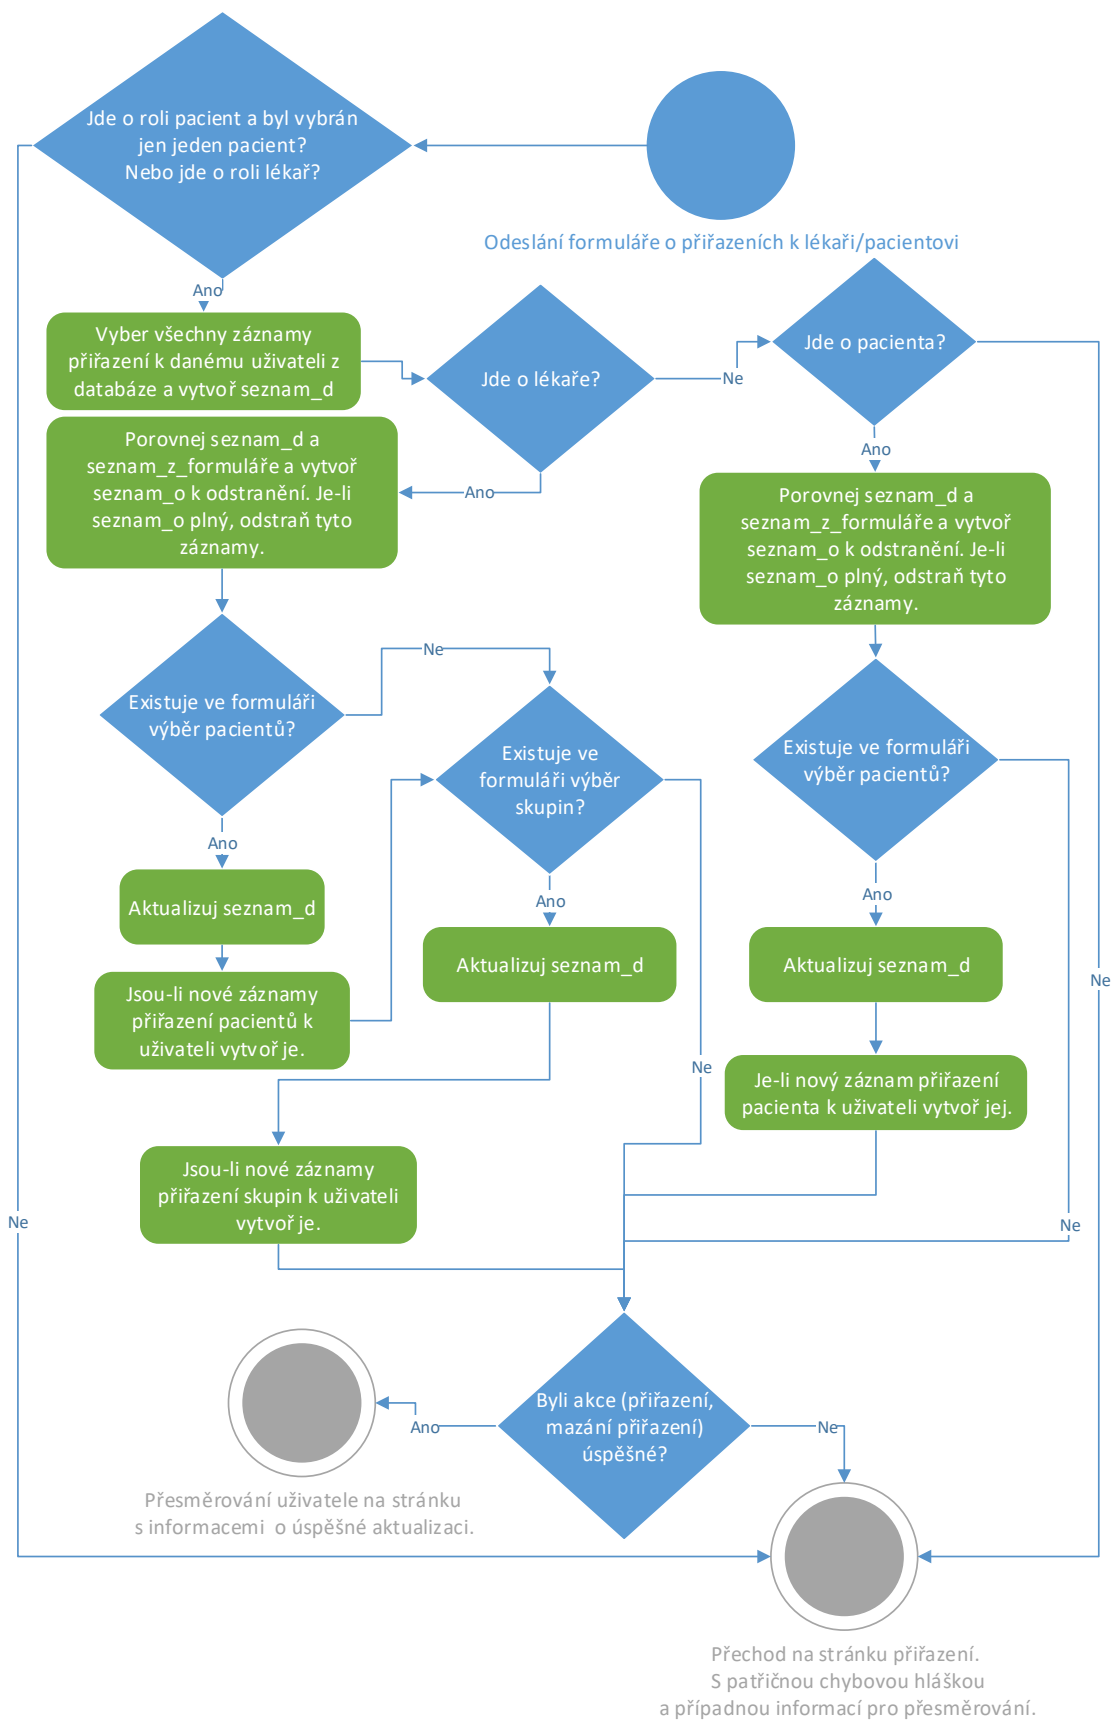 Jde o roli pacient a byl vybrán
jen jeden pacient?
Nebo jde o roli lékař?
Odeslání formuláře o přiřazeních k lékaři/pacientovi
Ano
Vyber všechny záznamy
přiřazení k danému uživateli z
databáze a vytvoř seznam_d
Jde o lékaře?
Ne
Jde o pacienta?
Ano
Porovnej seznam_d a
seznam_z_formuláře a vytvoř
seznam_o k odstranění. Je-li
seznam_o plný, odstraň tyto
záznamy.
Ano
Porovnej seznam_d a
seznam_z_formuláře a vytvoř
seznam_o k odstranění. Je-li
seznam_o plný, odstraň tyto
záznamy.
Ne
Existuje ve formuláři
výběr pacientů?
Existuje ve
formuláři výběr
skupin?
Existuje ve formuláři
výběr pacientů?
Ano
Ano
Ano
Aktualizuj seznam_d
Aktualizuj seznam_d
Aktualizuj seznam_d
Ne
Jsou-li nové záznamy
přiřazení pacientů k
uživateli vytvoř je.
Ne
Je-li nový záznam přiřazení
pacienta k uživateli vytvoř jej.
Jsou-li nové záznamy
přiřazení skupin k uživateli
vytvoř je.
Ne
Ne
Byli akce (přiřazení,
mazání přiřazení)
úspěšné?
Ano
Ne
Přesměrování uživatele na stránku
s informacemi o úspěšné aktualizaci.
Přechod na stránku přiřazení.
S patřičnou chybovou hláškou
a případnou informací pro přesměrování.